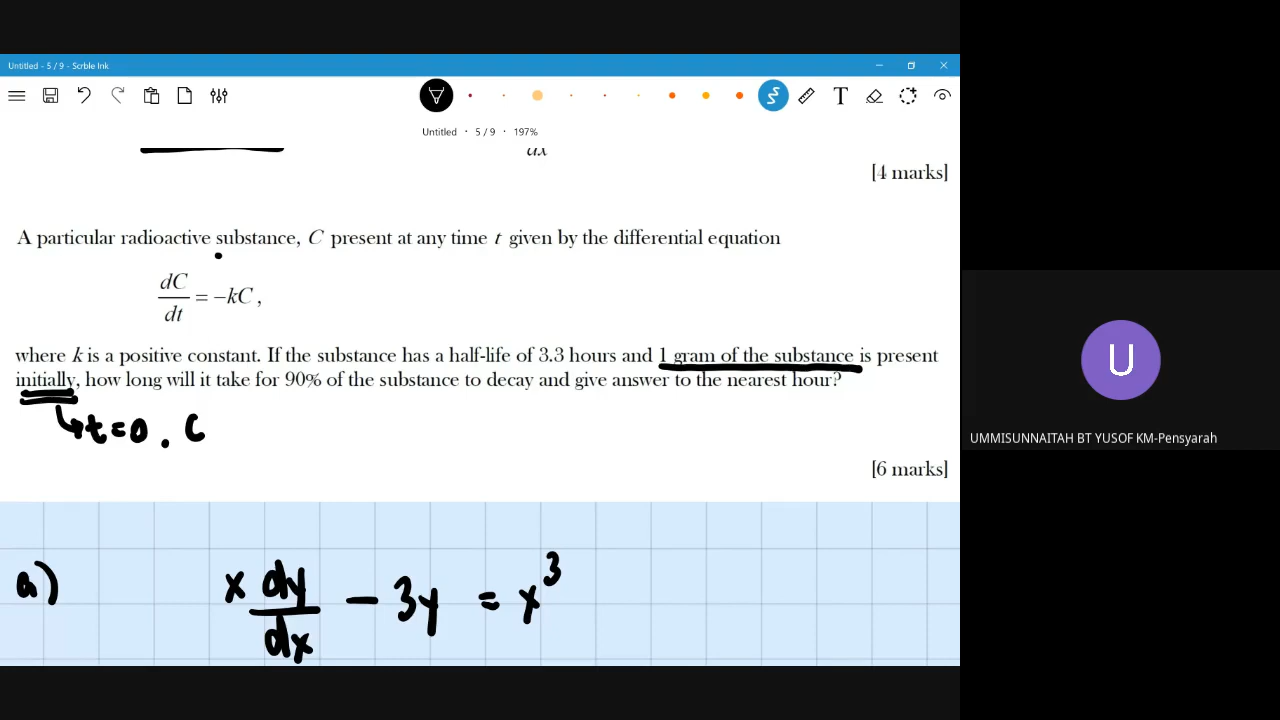 Untitled - 5 / 9 - Scrble Ink
T
Untitled • 5 / 9 • 197%
dx
[4 marks]
A particular radioactive substance, C present at any time t given by the differential equation
dC/dt = −kC ,
where k is a positive constant. If the substance has a half-life of 3.3 hours and 1 gram of the substance is present
initially, how long will it take for 90% of the substance to decay and give answer to the nearest hour?
t = 0 , C
[6 marks]
a) x dy/dx − 3y = x^3
U
UMMISUNNAITAH BT YUSOF KM-Pensyarah